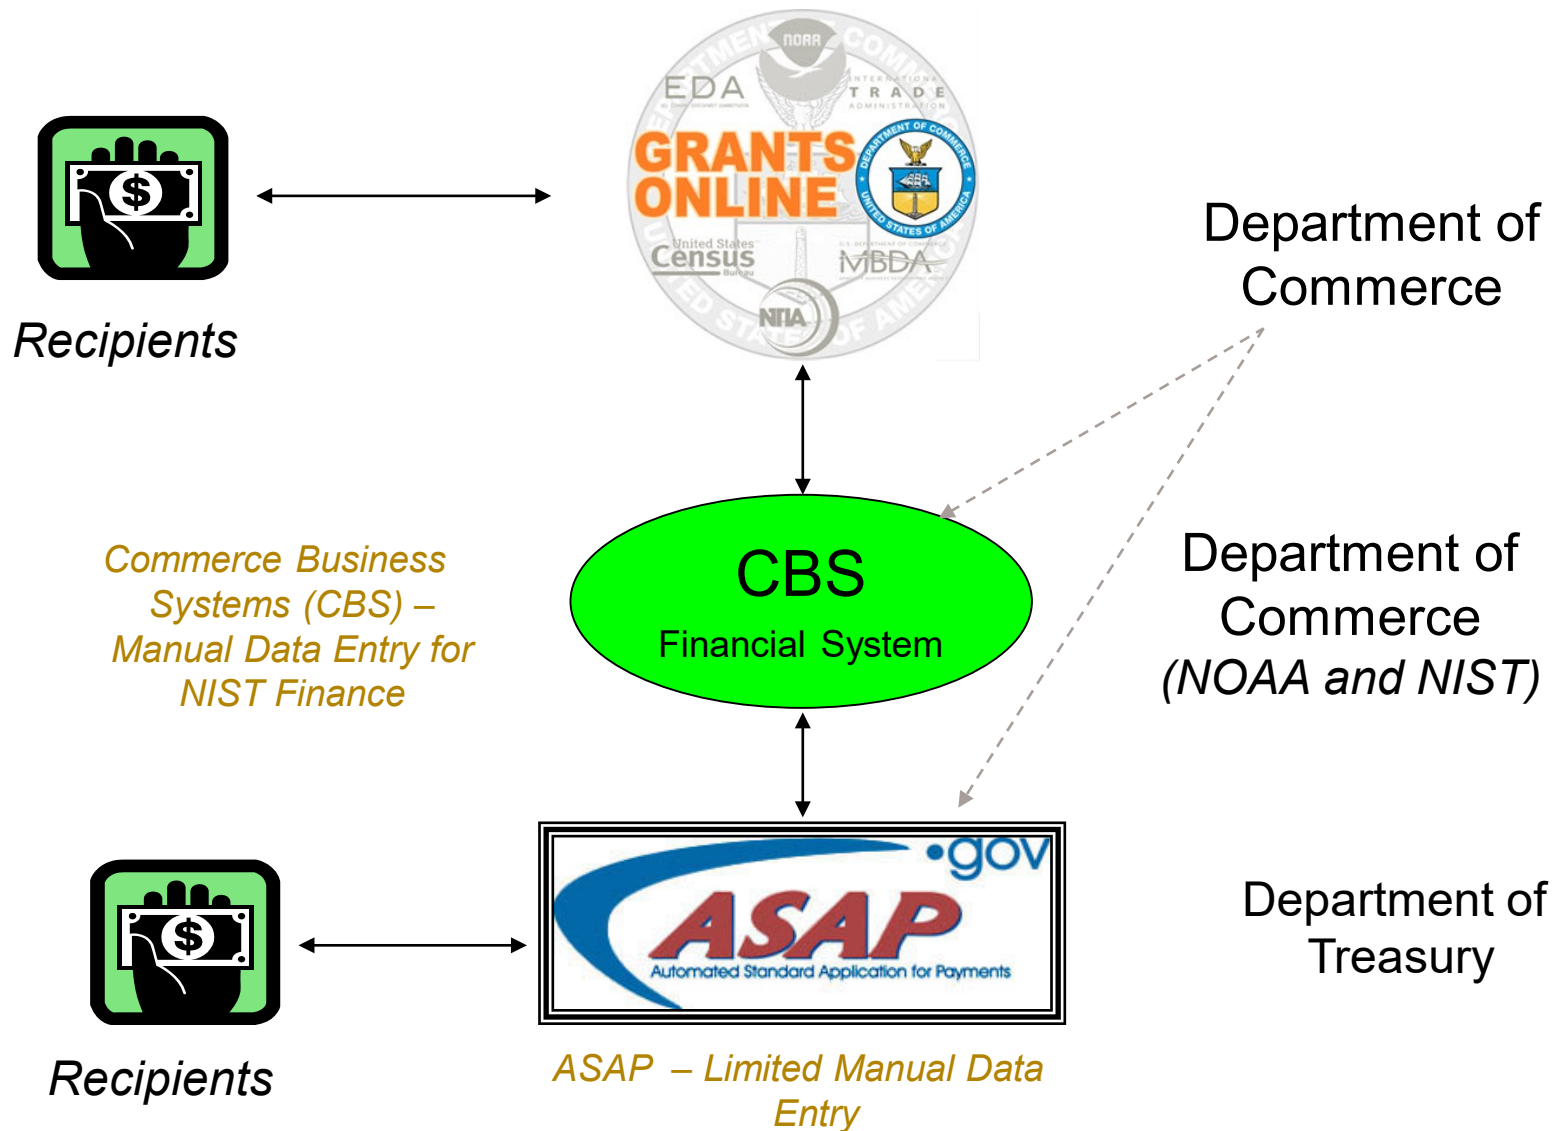 NOAA
EDA
INTERNATIONAL
TRADE
ADMINISTRATION
GRANTS
ONLINE
DEPARTMENT OF COMMERCE
UNITED STATES OF AMERICA
United States
Census
Bureau
U.S. DEPARTMENT OF COMMERCE
MBDA
NTIA
Recipients
Department of
Commerce
CBS
Financial System
Commerce Business
Systems (CBS) –
Manual Data Entry for
NIST Finance
Department of
Commerce
(NOAA and NIST)
.gov
ASAP
Automated Standard Application for Payments
Department of
Treasury
Recipients
ASAP – Limited Manual Data
Entry